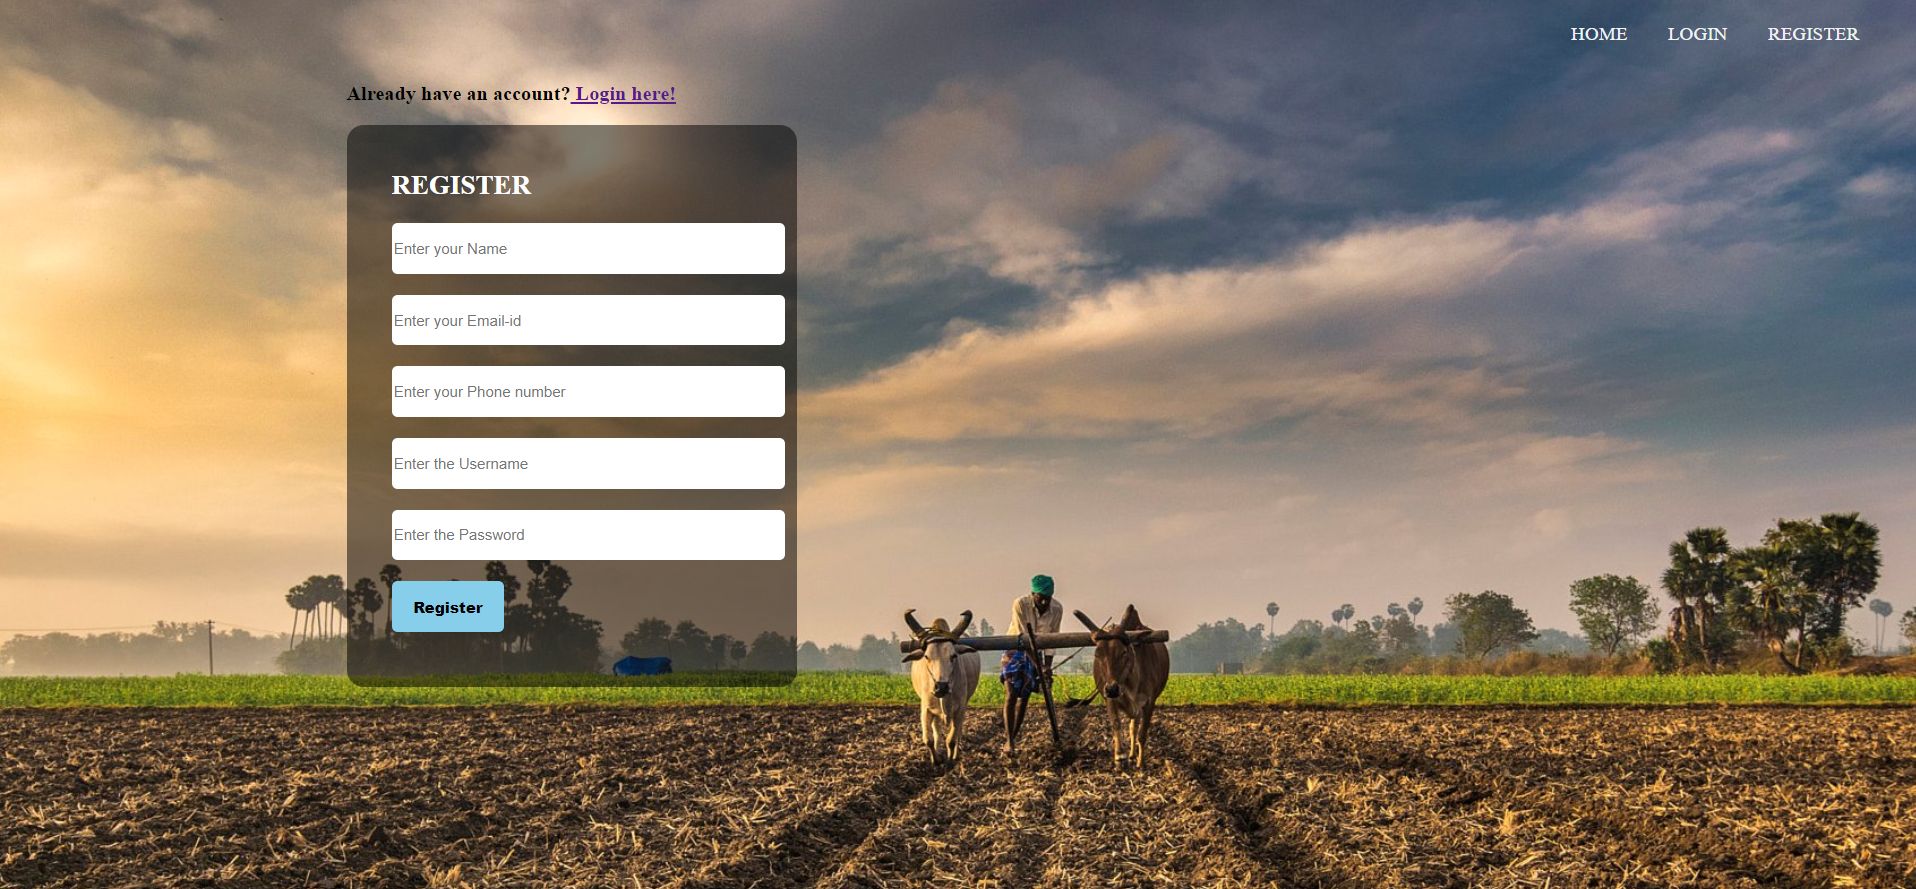 HOME LOGIN REGISTER
Already have an account? Login here!
REGISTER
Enter your Name
Enter your Email-id
Enter your Phone number
Enter the Username
Enter the Password
Register